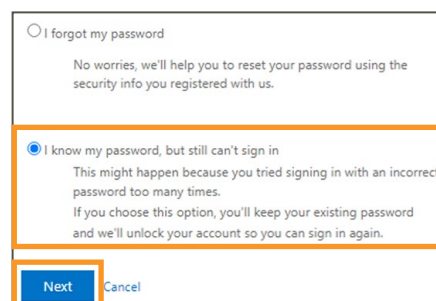 I forgot my password
No worries, we'll help you to reset your password using the
security info you registered with us.
I know my password, but still can't sign in
This might happen because you tried signing in with an incorrect
password too many times.
If you choose this option, you'll keep your existing password
and we'll unlock your account so you can sign in again.
Next Cancel